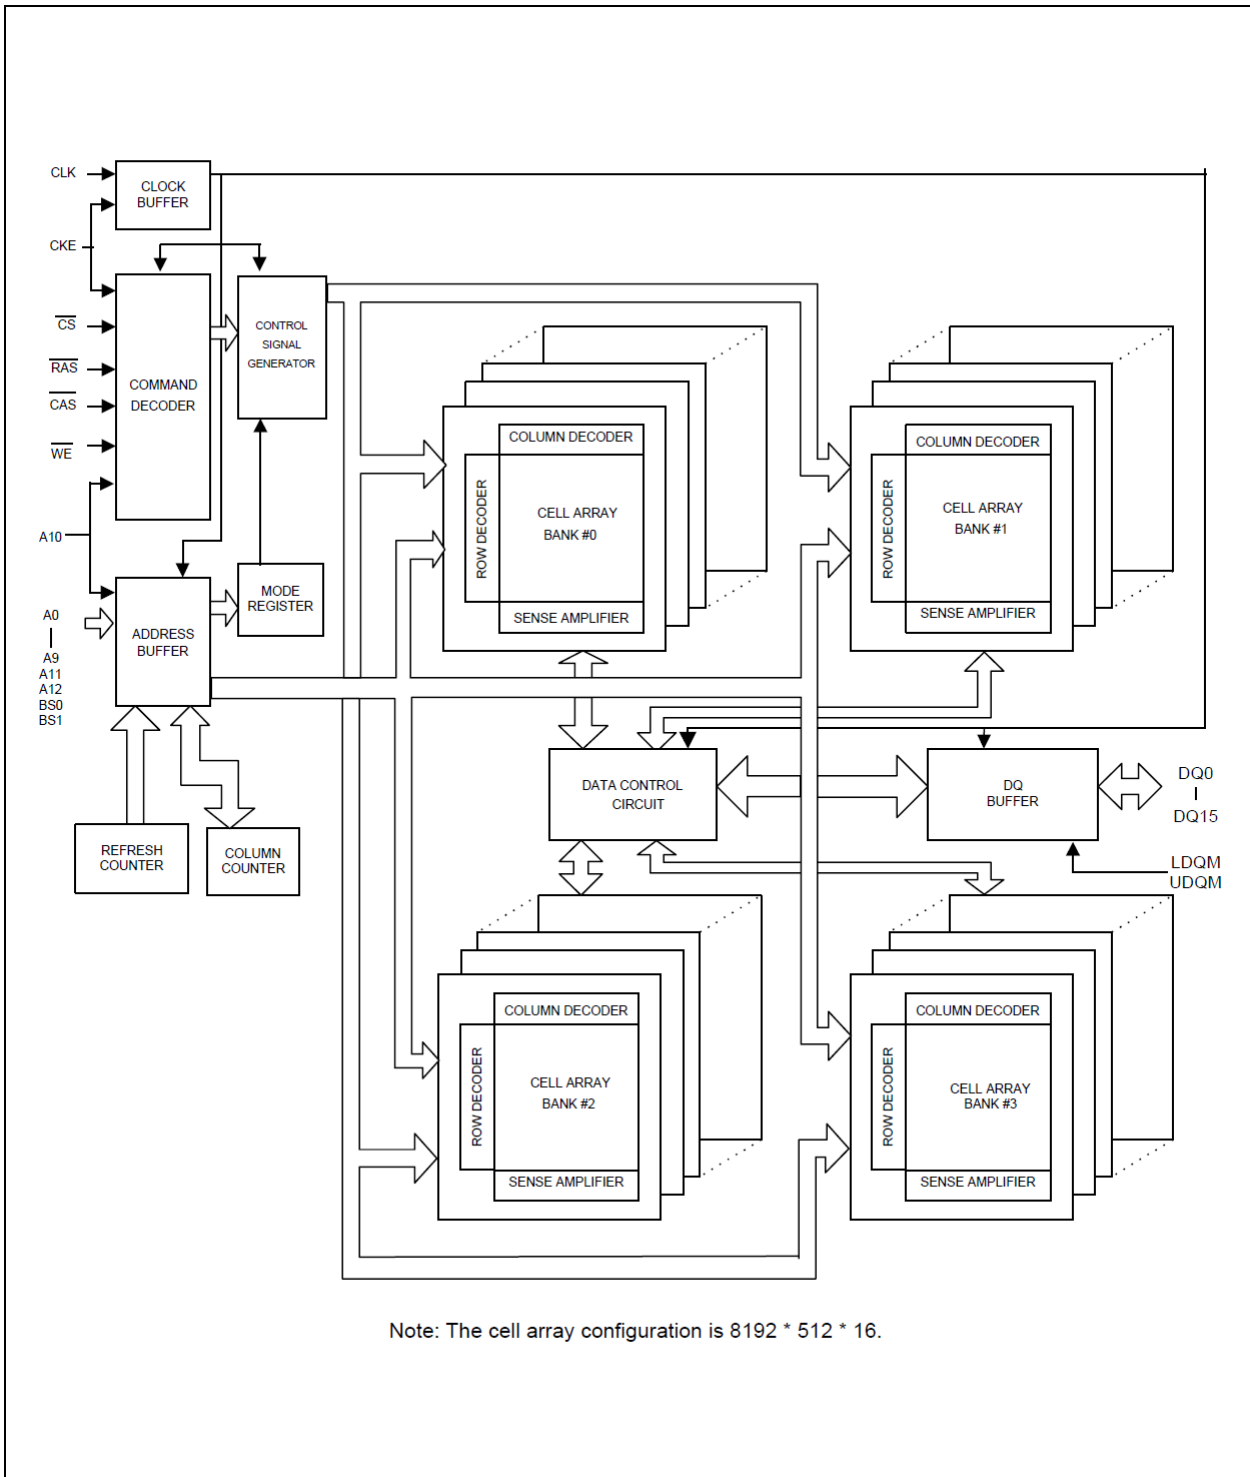 CLK
CLOCK
BUFFER
CKE
CS
RAS
CAS
WE
COMMAND
DECODER
CONTROL
SIGNAL
GENERATOR
A10
A0
A9
A11
A12
BS0
BS1
ADDRESS
BUFFER
MODE
REGISTER
REFRESH
COUNTER
COLUMN
COUNTER
COLUMN DECODER
ROW DECODER
CELL ARRAY
BANK #0
SENSE AMPLIFIER
COLUMN DECODER
ROW DECODER
CELL ARRAY
BANK #1
SENSE AMPLIFIER
DATA CONTROL
CIRCUIT
DQ
BUFFER
DQ0
DQ15
LDQM
UDQM
COLUMN DECODER
ROW DECODER
CELL ARRAY
BANK #2
SENSE AMPLIFIER
COLUMN DECODER
ROW DECODER
CELL ARRAY
BANK #3
SENSE AMPLIFIER
Note: The cell array configuration is 8192 * 512 * 16.